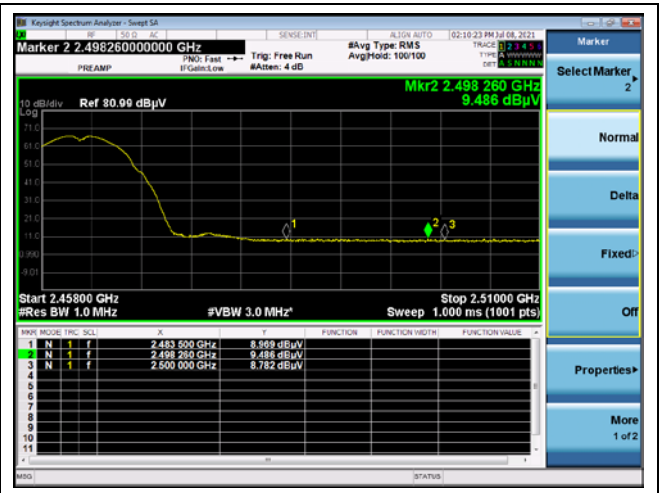 Keysight Spectrum Analyzer - Swept SA
RF 50 Ω AC SENSE:INT ALIGN AUTO 02:10:23 PM Jul 08, 2021
Marker 2 2.498260000000 GHz
PREAMP
PNO: Fast
IFGain:Low
Trig: Free Run
#Atten: 4 dB
#Avg Type: RMS
Avg|Hold: 100/100
TRACE 1 2 3 4 5 6
TYPE A WWWWW
DET A S N N N N
Mkr2 2.498 260 GHz
9.486 dBµV
10 dB/div Ref 80.99 dBµV
Log
71.0
61.0
51.0
41.0
31.0
21.0
11.0
0.990
-9.01
1
2
3
Start 2.45800 GHz Stop 2.51000 GHz
#Res BW 1.0 MHz #VBW 3.0 MHz* Sweep 1.000 ms (1001 pts)
MKR MODE TRC SCL X Y FUNCTION FUNCTION WIDTH FUNCTION VALUE
1 N 1 f 2.483 500 GHz 8.969 dBµV
2 N 1 f 2.498 260 GHz 9.486 dBµV
3 N 1 f 2.500 000 GHz 8.782 dBµV
4
5
6
7
8
9
10
11
MSG STATUS
Marker
Select Marker
2
Normal
Delta
Fixed
Off
Properties
More
1 of 2